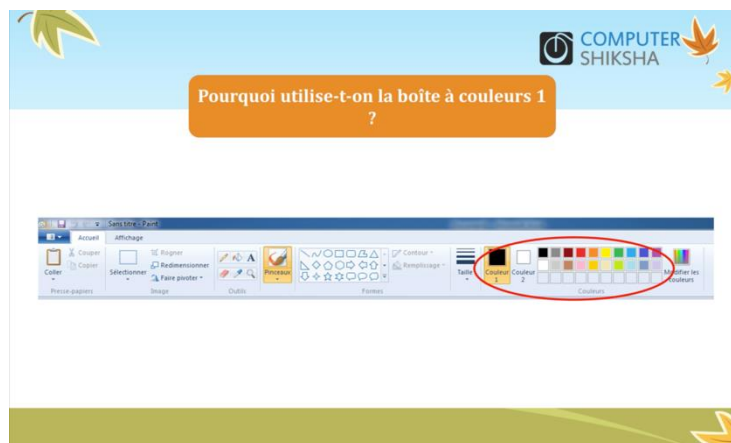 COMPUTER
SHIKSHA
Pourquoi utilise-t-on la boîte à couleurs 1
?
Sans titre - Paint
Accueil Affichage
Coller
Couper
Copier
Presse-papiers
Sélectionner
Rogner
Redimensionner
Faire pivoter
Image
Outils
Pinceaux
Formes
Contour
Remplissage
Taille
Couleur
1
Couleur
2
Couleurs
Modifier les
couleurs